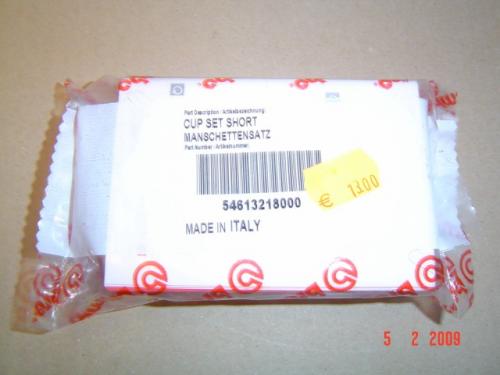 Part Description / Artikelbezeichnung:
CUP SET SHORT
MANSCHETTENSATZ
Part Number / Artikelnummer:
54613218000
MADE IN ITALY
€ 13.00
5 2 2009